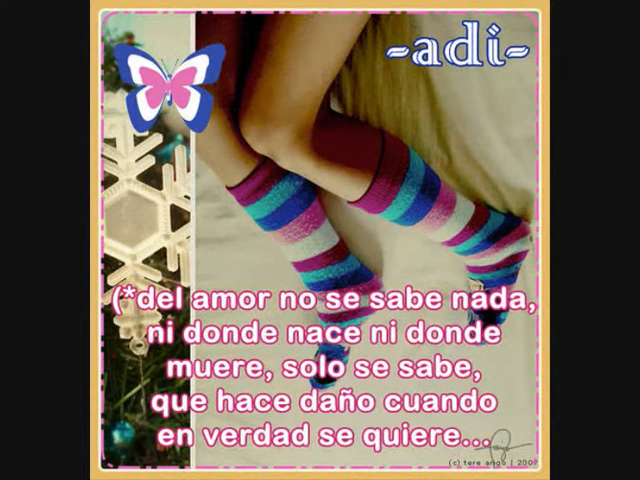 -adi-
(*del amor no se sabe nada,
ni donde nace ni donde
muere, solo se sabe,
que hace daño cuando
en verdad se quiere...
(c) tere ango | 2009